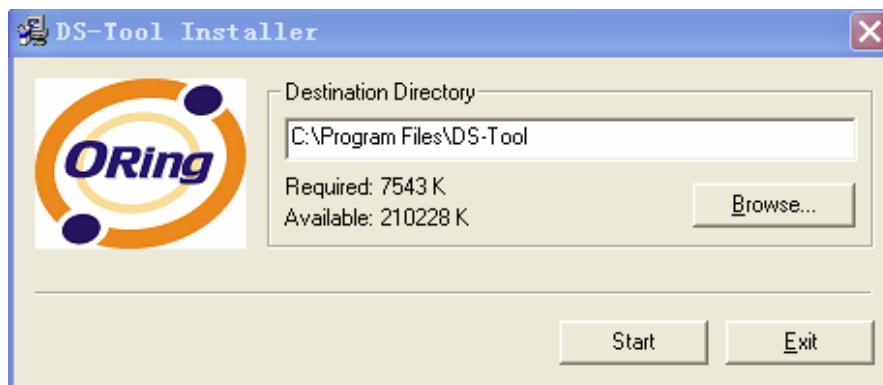 DS-Tool Installer
ORing
Destination Directory
C:\Program Files\DS-Tool
Required: 7543 K
Available: 210228 K
Browse...
Start
Exit